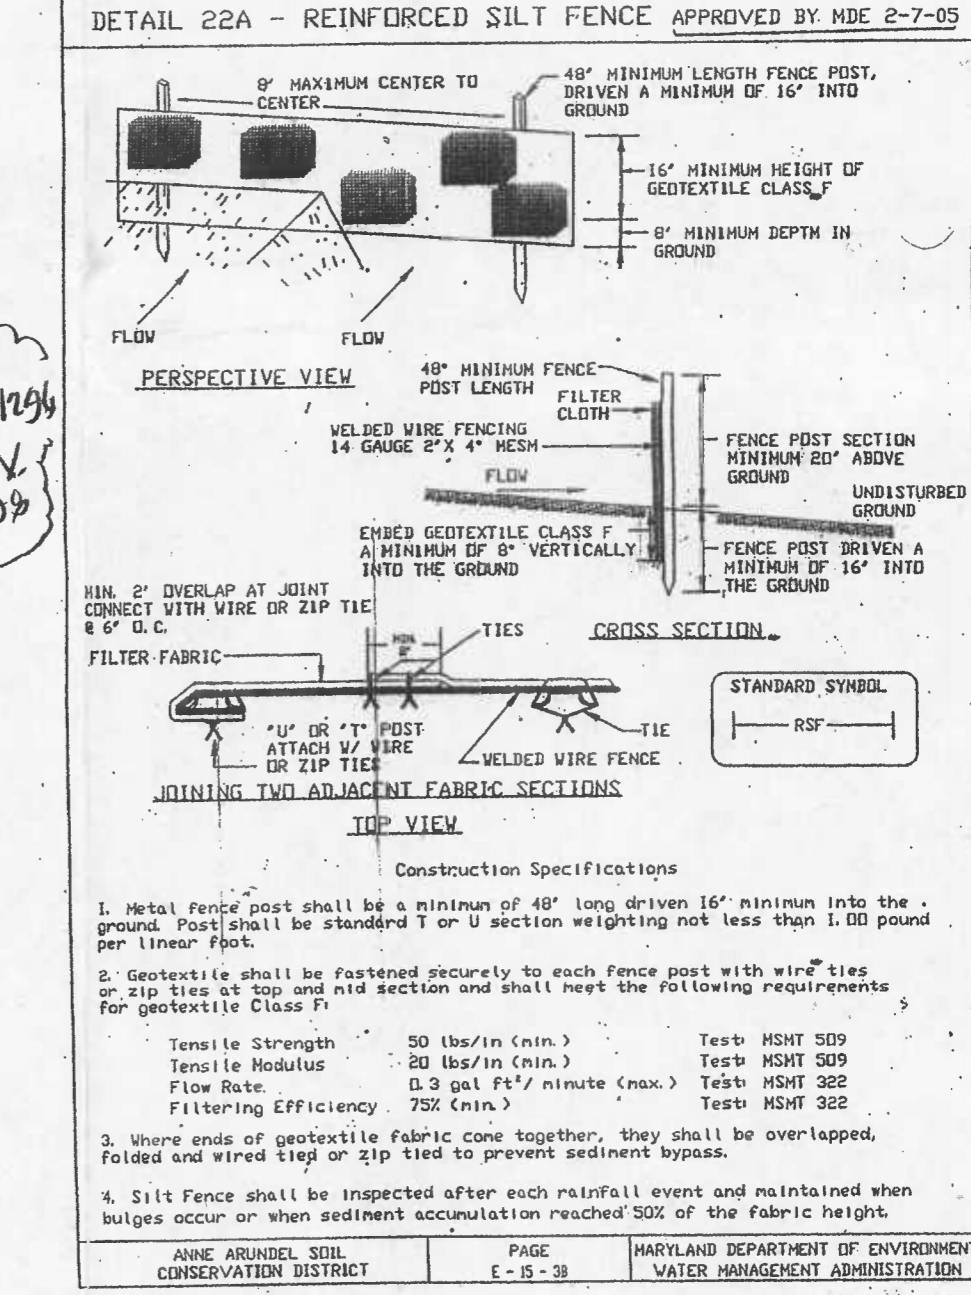 DETAIL 22A - REINFORCED SILT FENCE APPROVED BY MDE 2-7-05
8' MAXIMUM CENTER TO
CENTER
48" MINIMUM LENGTH FENCE POST,
DRIVEN A MINIMUM OF 16" INTO
GROUND
16" MINIMUM HEIGHT OF
GEOTEXTILE CLASS F
8" MINIMUM DEPTH IN
GROUND
FLOW
FLOW
PERSPECTIVE VIEW
48" MINIMUM FENCE
POST LENGTH
FILTER
CLOTH
WELDED WIRE FENCING
14 GAUGE 2"X 4" MESH
FLOW
FENCE POST SECTION
MINIMUM 20" ABOVE
GROUND
UNDISTURBED
GROUND
EMBED GEOTEXTILE CLASS F
A MINIMUM OF 8" VERTICALLY
INTO THE GROUND
FENCE POST DRIVEN A
MINIMUM OF 16" INTO
THE GROUND
CROSS SECTION
MIN. 2' OVERLAP AT JOINT
CONNECT WITH WIRE OR ZIP TIE
@ 6" O.C.
FILTER FABRIC
MIN
2'
TIES
"U" OR "T" POST
ATTACH W/ WIRE
OR ZIP TIES
TIE
WELDED WIRE FENCE
STANDARD SYMBOL
RSF
JOINING TWO ADJACENT FABRIC SECTIONS
TOP VIEW
Construction Specifications
1. Metal fence post shall be a minimum of 48" long driven 16" minimum into the
ground. Post shall be standard T or U section weighting not less than 1.00 pound
per linear foot.
2. Geotextile shall be fastened securely to each fence post with wire ties
or zip ties at top and mid section and shall meet the following requirements
for geotextile Class F:
Tensile Strength 50 lbs/in (min.) Test: MSMT 509
Tensile Modulus 20 lbs/in (min.) Test: MSMT 509
Flow Rate 0.3 gal ft²/ minute (max.) Test: MSMT 322
Filtering Efficiency 75% (min.) Test: MSMT 322
3. Where ends of geotextile fabric come together, they shall be overlapped,
folded and wired tied or zip tied to prevent sediment bypass.
4. Silt Fence shall be inspected after each rainfall event and maintained when
bulges occur or when sediment accumulation reached 50% of the fabric height.
ANNE ARUNDEL SOIL
CONSERVATION DISTRICT
PAGE
E - 15 - 3B
MARYLAND DEPARTMENT OF ENVIRONMENT
WATER MANAGEMENT ADMINISTRATION